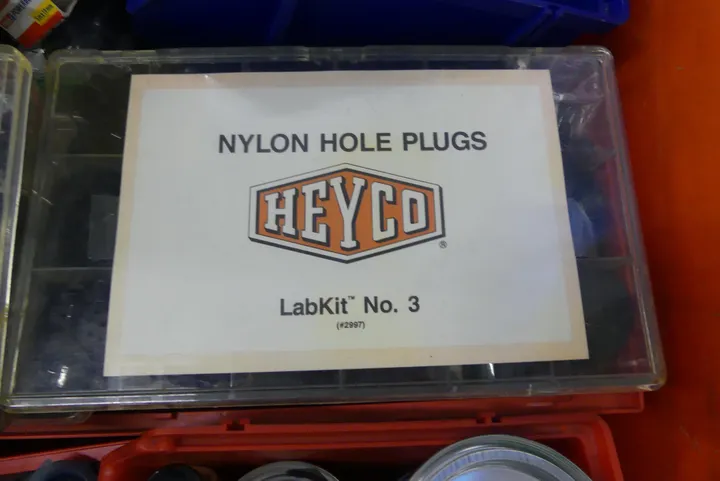 NYLON HOLE PLUGS
HEYCO®
LabKit™ No. 3
(#2997)